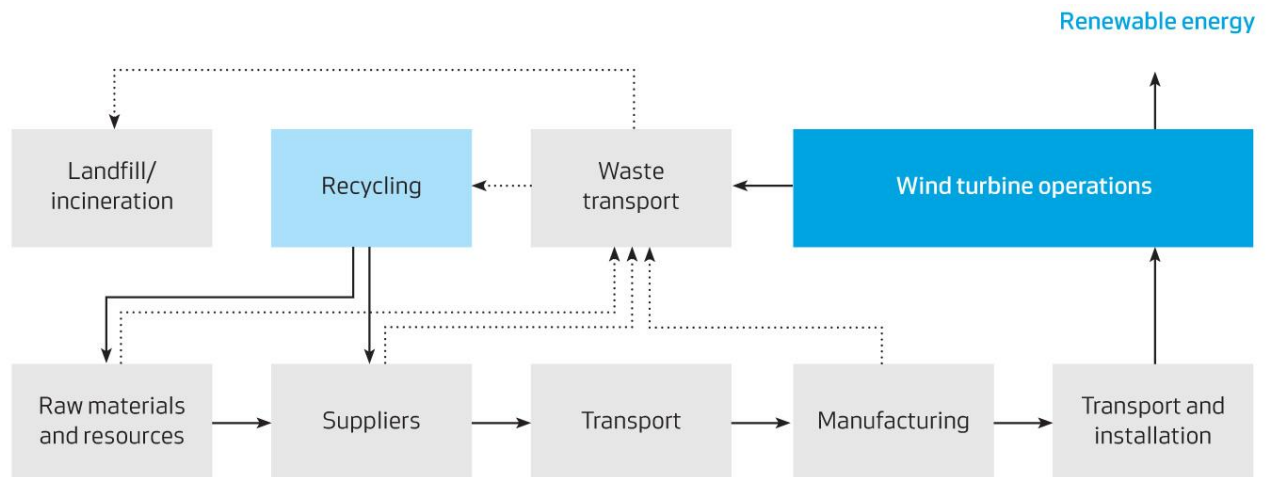 Renewable energy
Landfill/
incineration
Recycling
Waste
transport
Wind turbine operations
Raw materials
and resources
Suppliers
Transport
Manufacturing
Transport and
installation